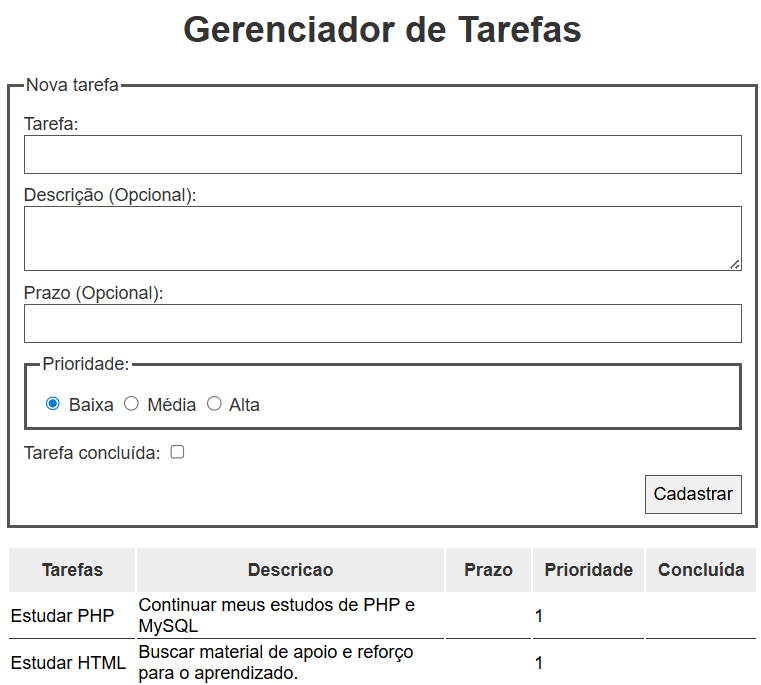 Gerenciador de Tarefas
Nova tarefa
Tarefa:
Descrição (Opcional):
Prazo (Opcional):
Prioridade:
Baixa Média Alta
Tarefa concluída:
Cadastrar
Tarefas Descricao Prazo Prioridade Concluída
Estudar PHP Continuar meus estudos de PHP e MySQL 1
Estudar HTML Buscar material de apoio e reforço para o aprendizado. 1